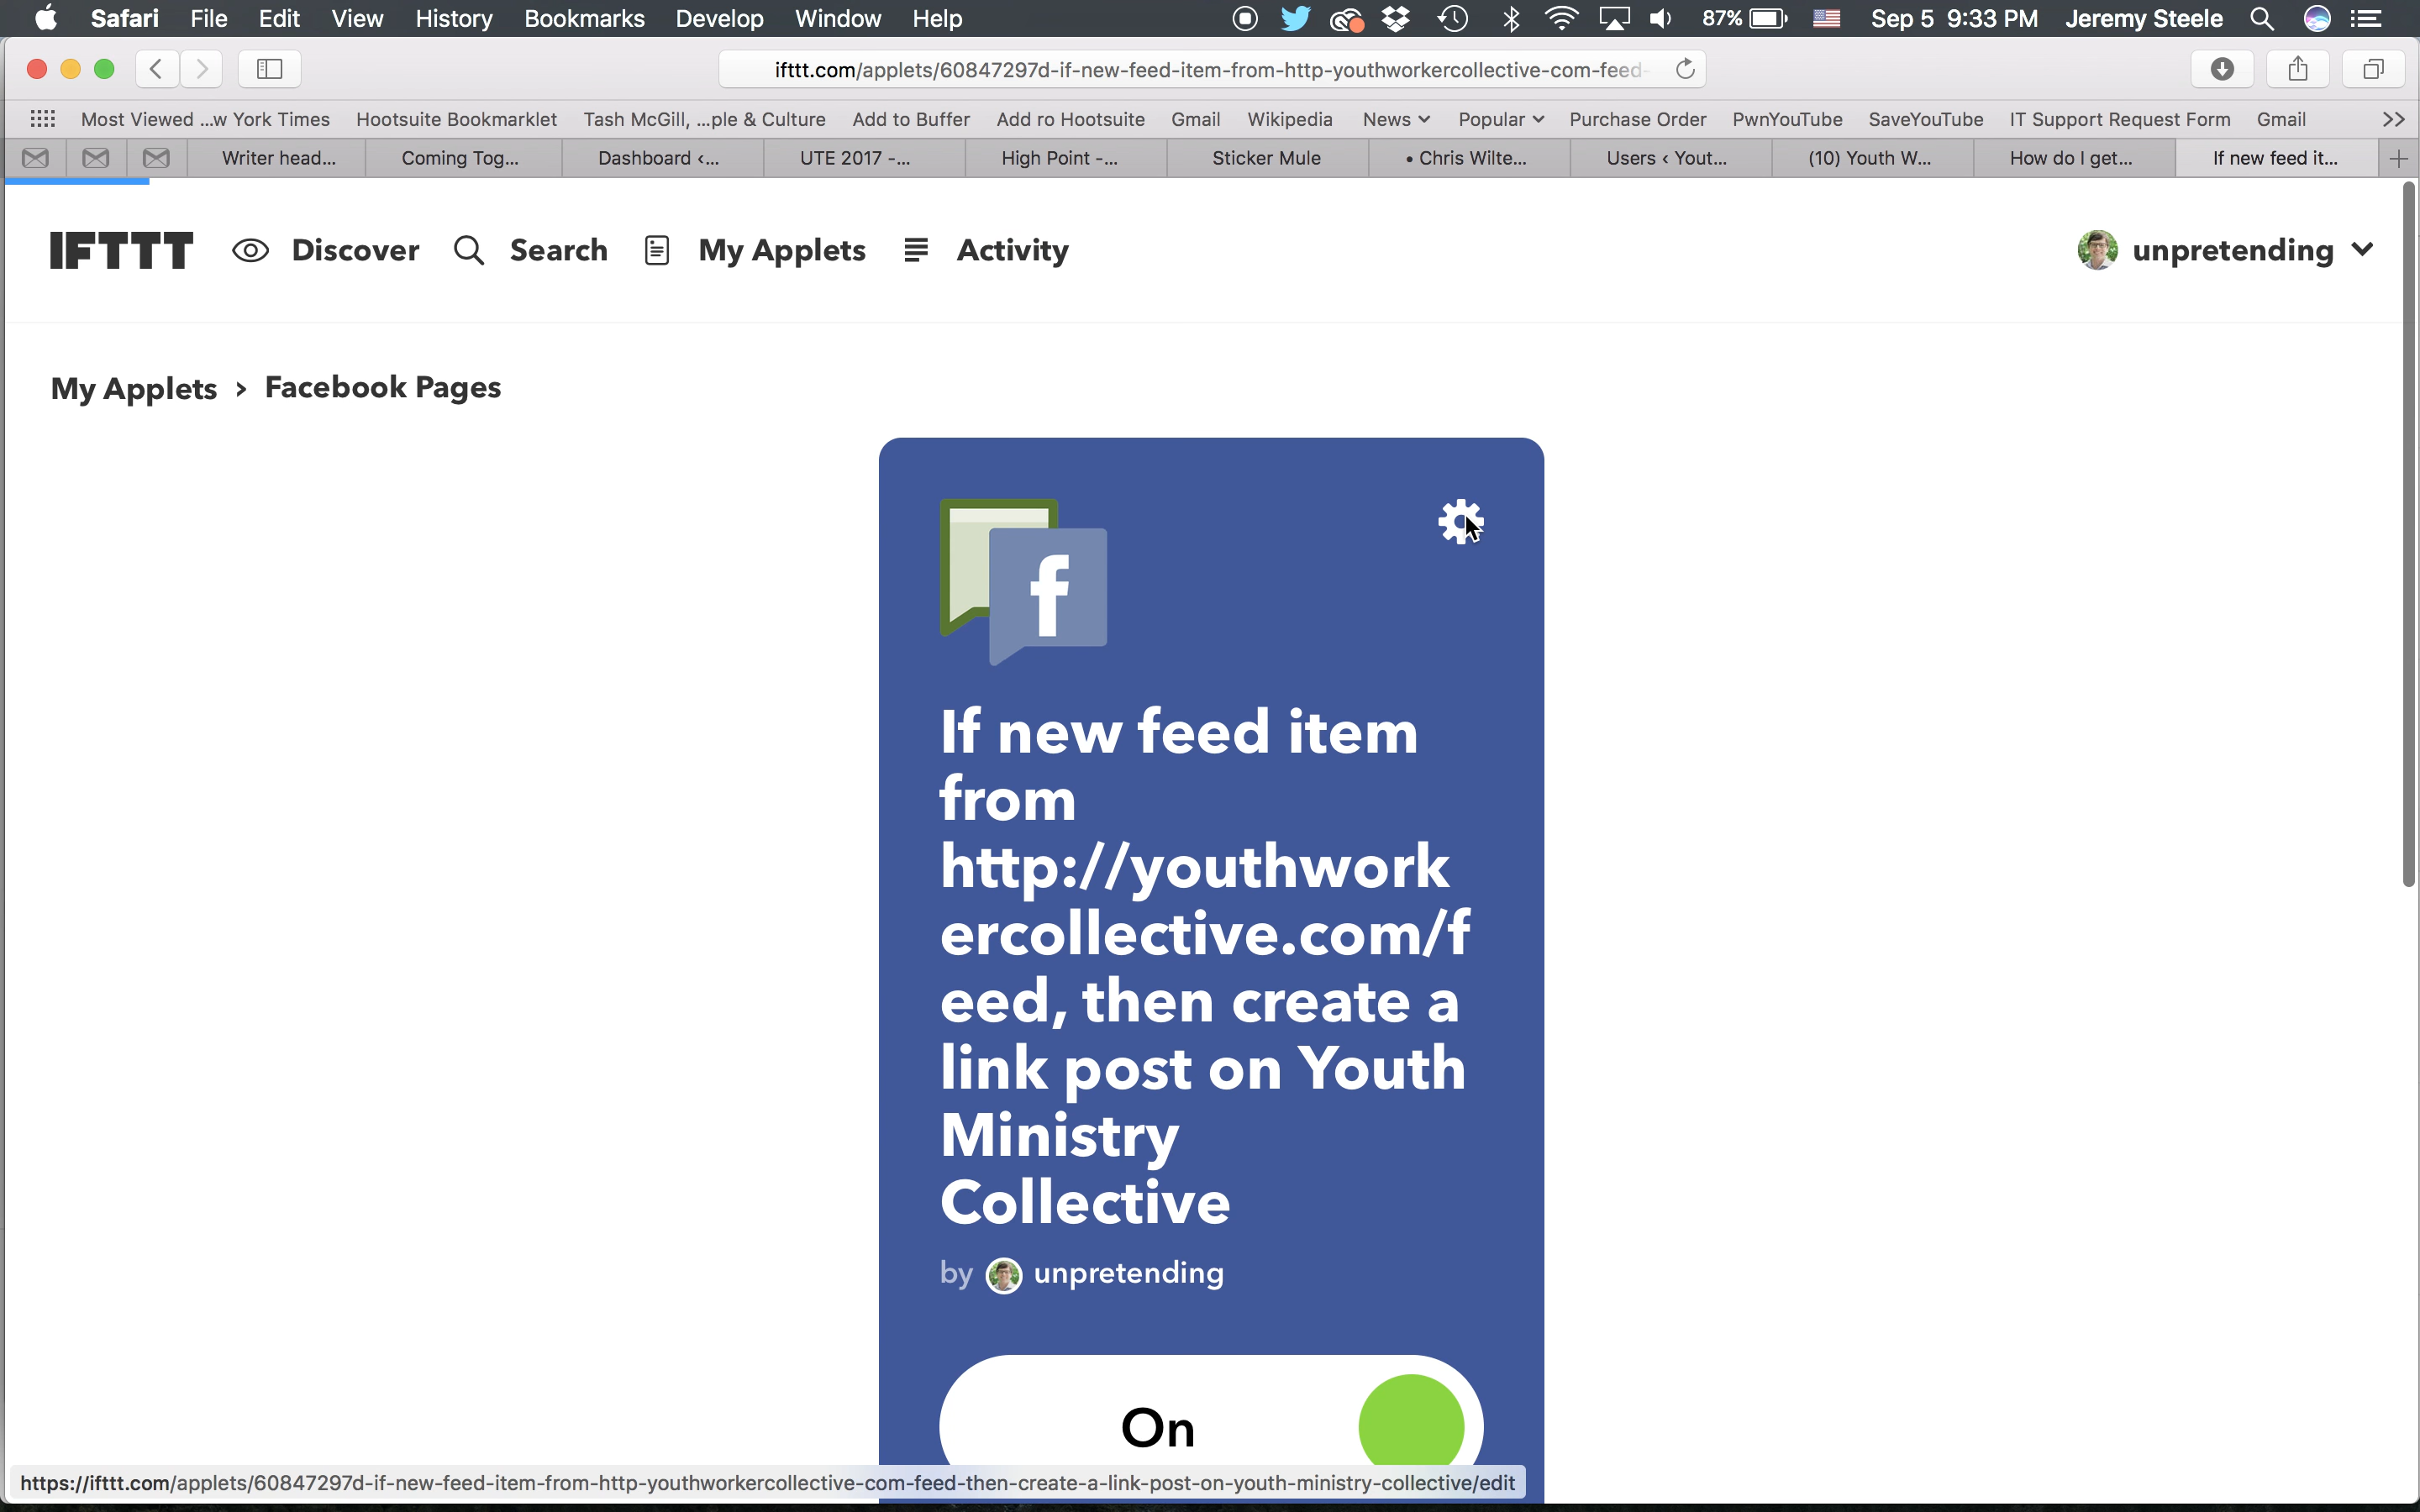 Safari File Edit View History Bookmarks Develop Window Help 87% Sep 5 9:33 PM Jeremy Steele
ifttt.com/applets/60847297d-if-new-feed-item-from-http-youthworkercollective-com-feed-
Most Viewed ...w York Times Hootsuite Bookmarklet Tash McGill, ...ple & Culture Add to Buffer Add ro Hootsuite Gmail Wikipedia News Popular Purchase Order PwnYouTube SaveYouTube IT Support Request Form Gmail
Writer head... Coming Tog... Dashboard ‹... UTE 2017 -... High Point -... Sticker Mule • Chris Wilte... Users ‹ Yout... (10) Youth W... How do I get... If new feed it...
IFTTT Discover Search My Applets Activity unpretending
My Applets › Facebook Pages
f
If new feed item
from
http://youthwork
ercollective.com/f
eed, then create a
link post on Youth
Ministry
Collective
by unpretending
On
https://ifttt.com/applets/60847297d-if-new-feed-item-from-http-youthworkercollective-com-feed-then-create-a-link-post-on-youth-ministry-collective/edit